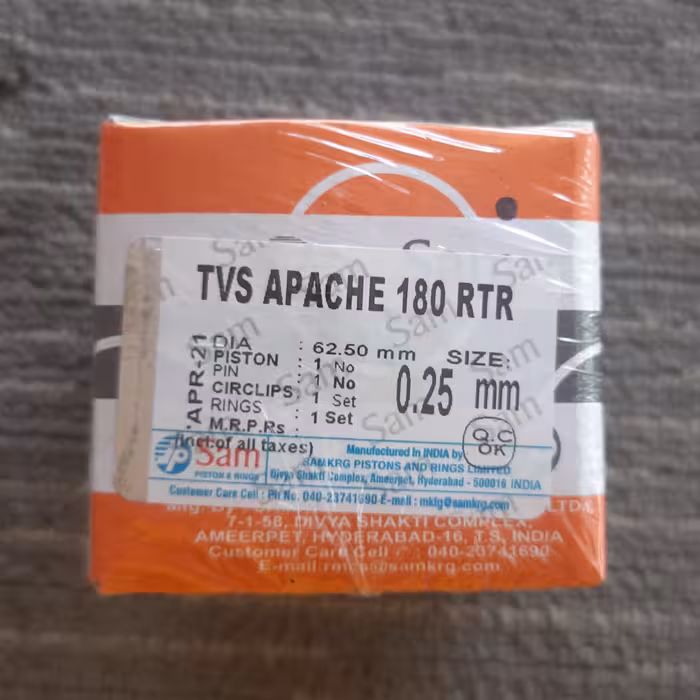 TVS APACHE 180 RTR
APR-21
DIA : 62.50 mm
PISTON : 1 No
PIN : 1 No
CIRCLIPS : 1 Set
RINGS : 1 Set
M.R.P.Rs :
(incl.of all taxes)
SIZE:
0.25 mm
Q.C
OK
Sam
PISTON & RINGS
Manufactured In INDIA by
SAMKRG PISTONS AND RINGS LIMITED
Divya Shakti Complex, Ameerpet, Hyderabad - 500016 INDIA
Customer Care Cell : Ph No. 040-23741690 E-mail : mktg@samkrg.com
7-1-58, DIVYA SHAKTI COMPLEX,
AMEERPET, HYDERABAD-16, T.S, INDIA
Customer Care Cell : 040-23741690